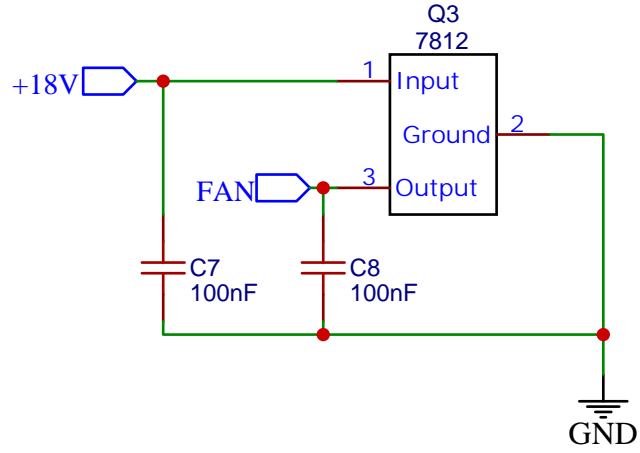 Q3
7812
+18V
1
Input
Ground
2
FAN
3
Output
C7
100nF
C8
100nF
GND